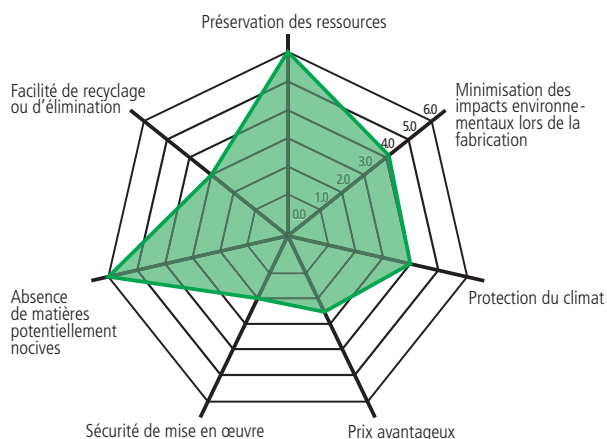 Préservation des ressources
Facilité de recyclage
ou d'élimination
Minimisation des
impacts environne-
mentaux lors de la
fabrication
6.0
5.0
4.0
3.0
2.0
1.0
0.0
Absence
de matières
potentiellement
nocives
Protection du climat
Sécurité de mise en œuvre
Prix avantageux